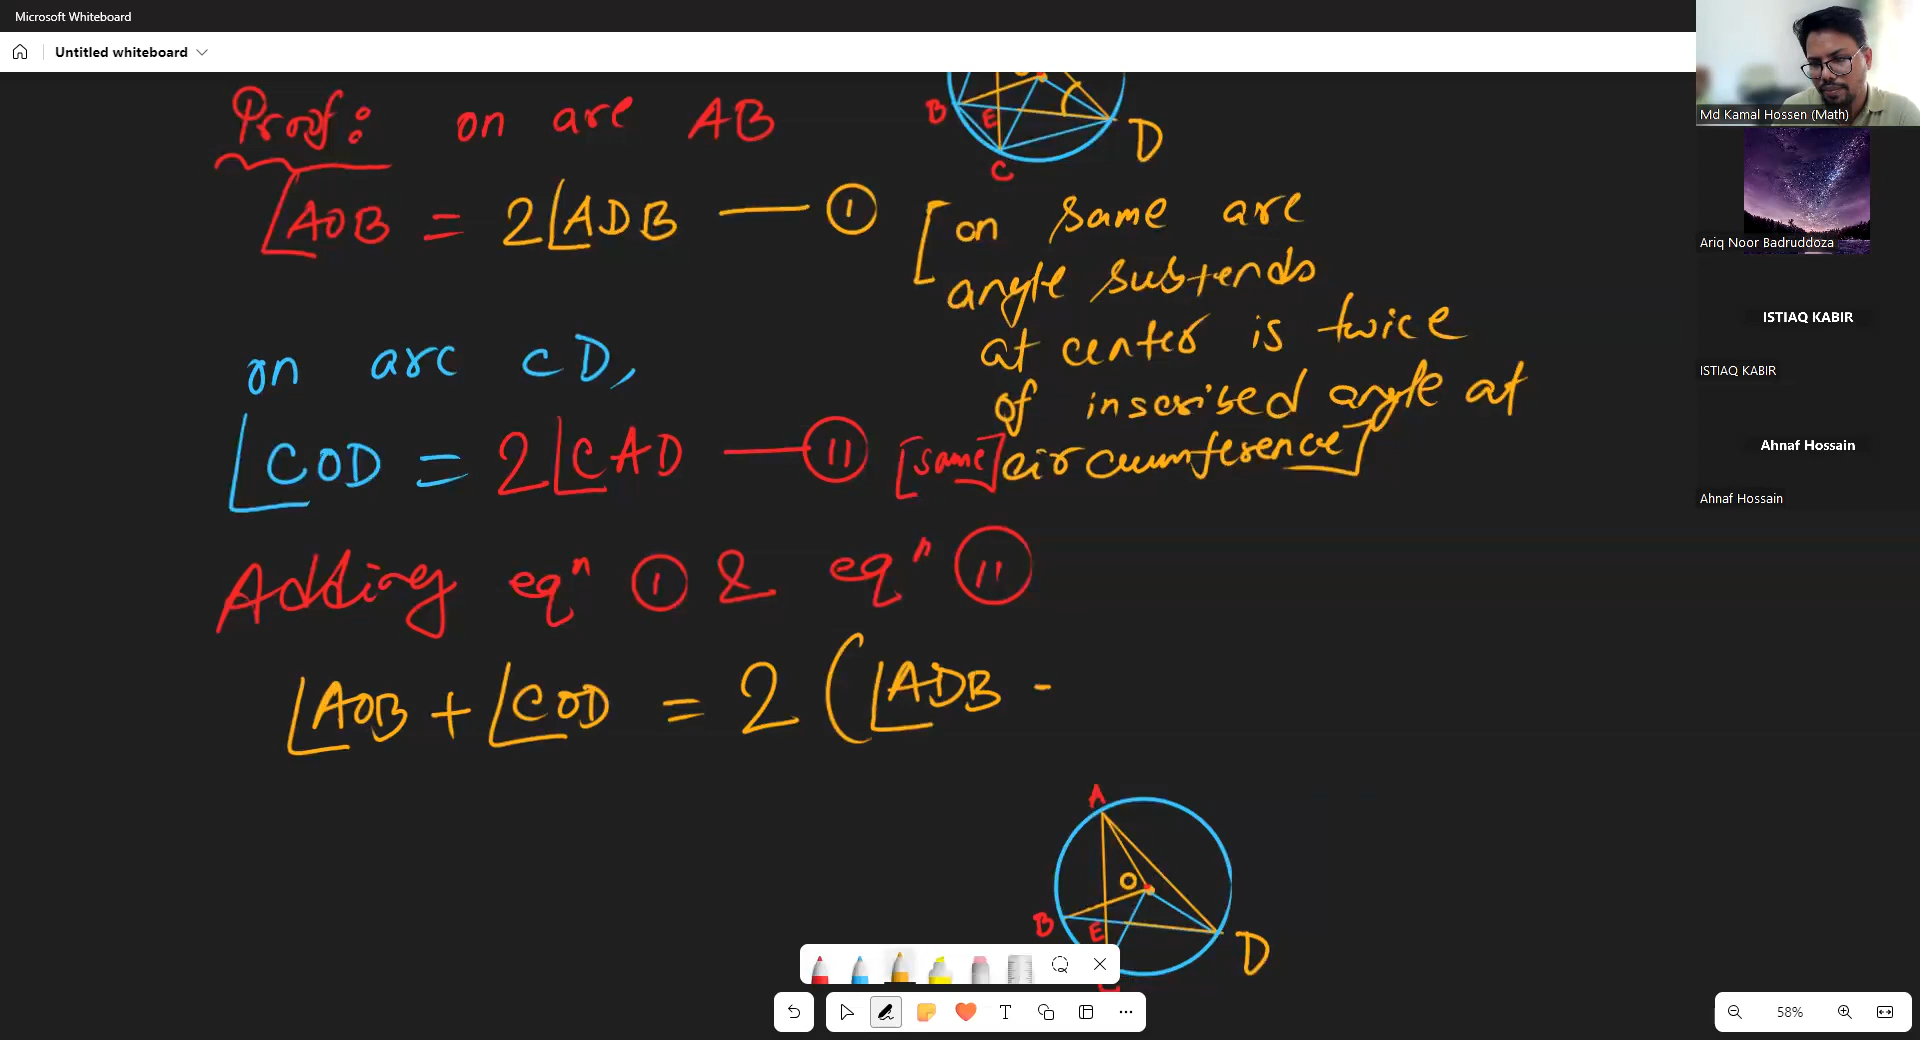 Microsoft Whiteboard
Untitled whiteboard
Proof: on arc AB
∠AOB = 2∠ADB — (I) [on same arc
angle subtends
at center is twice
of inscribed angle at
circumference]
on arc CD,
∠COD = 2∠CAD — (II) [same]
Adding eqⁿ (I) & eqⁿ (II)
∠AOB + ∠COD = 2 (∠ADB -
B E
C
D
A
O
B E
D
Md Kamal Hossen (Math)
Ariq Noor Badruddoza
ISTIAQ KABIR
ISTIAQ KABIR
Ahnaf Hossain
Ahnaf Hossain
T
58%